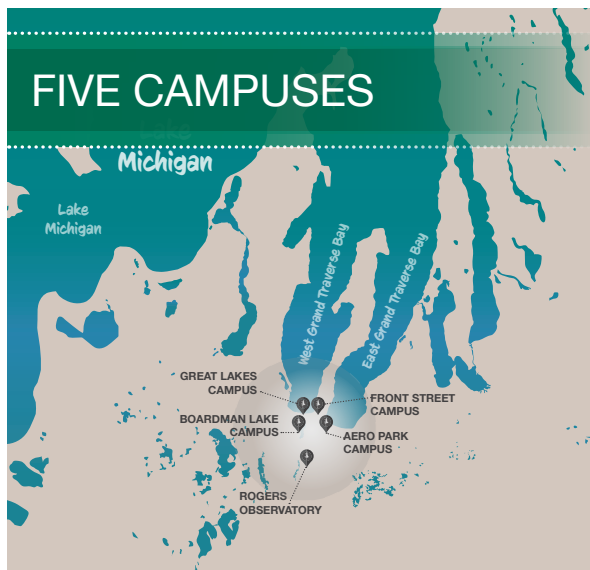 FIVE CAMPUSES
Lake
Michigan
Lake
Michigan
West Grand Traverse Bay
East Grand Traverse Bay
GREAT LAKES
CAMPUS
FRONT STREET
CAMPUS
BOARDMAN LAKE
CAMPUS
AERO PARK
CAMPUS
ROGERS
OBSERVATORY